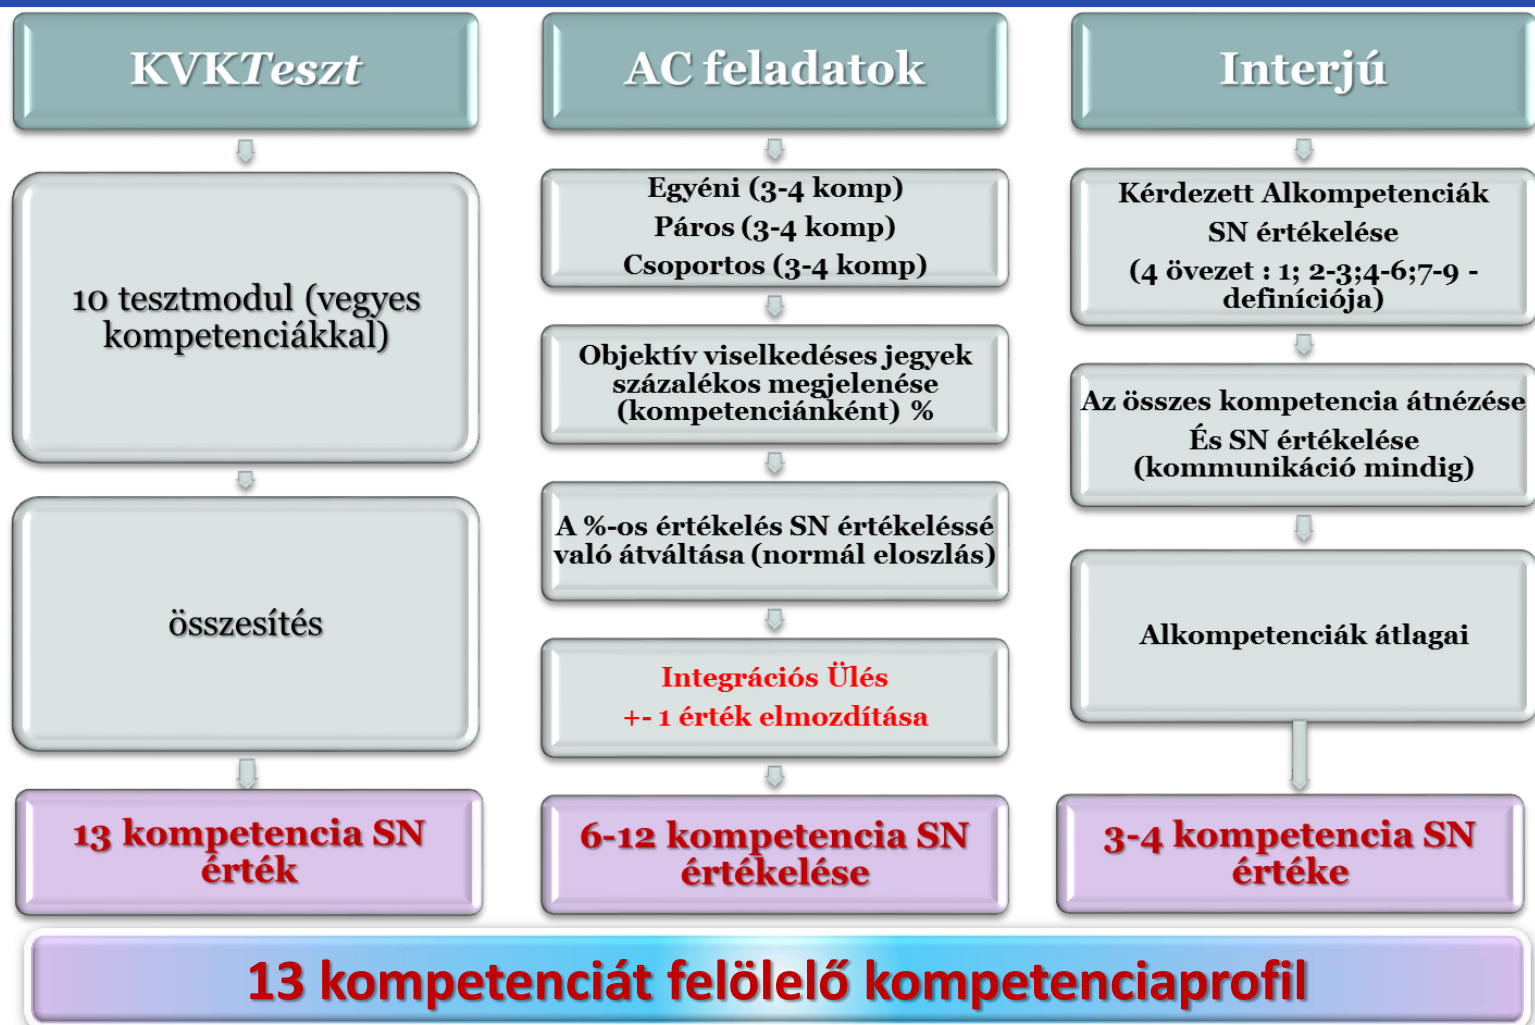 KVKTeszt
10 tesztmodul (vegyes
kompetenciákkal)
összesítés
13 kompetencia SN
érték
AC feladatok
Egyéni (3-4 komp)
Páros (3-4 komp)
Csoportos (3-4 komp)
Objektív viselkedéses jegyek
százalékos megjelenése
(kompetenciánként) %
A %-os értékelés SN értékeléssé
való átváltása (normál eloszlás)
Integrációs Ülés
+- 1 érték elmozdítása
6-12 kompetencia SN
értékelése
Interjú
Kérdezett Alkompetenciák
SN értékelése
(4 övezet : 1; 2-3;4-6;7-9 -
definíciója)
Az összes kompetencia átnézése
És SN értékelése
(kommunikáció mindig)
Alkompetenciák átlagai
3-4 kompetencia SN
értéke
13 kompetenciát felölelő kompetenciaprofil